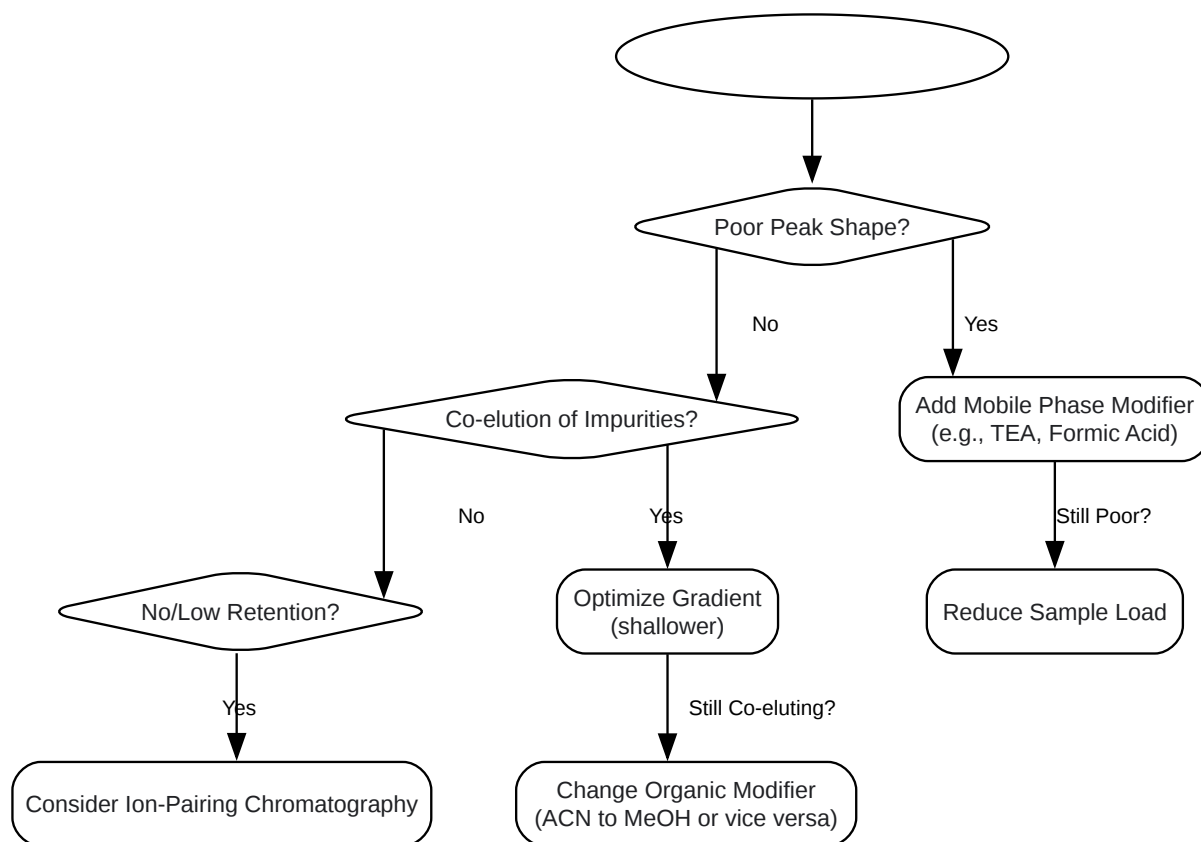 Poor Peak Shape?
No
Yes
Co-elution of Impurities?
Add Mobile Phase Modifier
(e.g., TEA, Formic Acid)
No
Yes
Still Poor?
No/Low Retention?
Optimize Gradient
(shallower)
Reduce Sample Load
Yes
Still Co-eluting?
Consider Ion-Pairing Chromatography
Change Organic Modifier
(ACN to MeOH or vice versa)